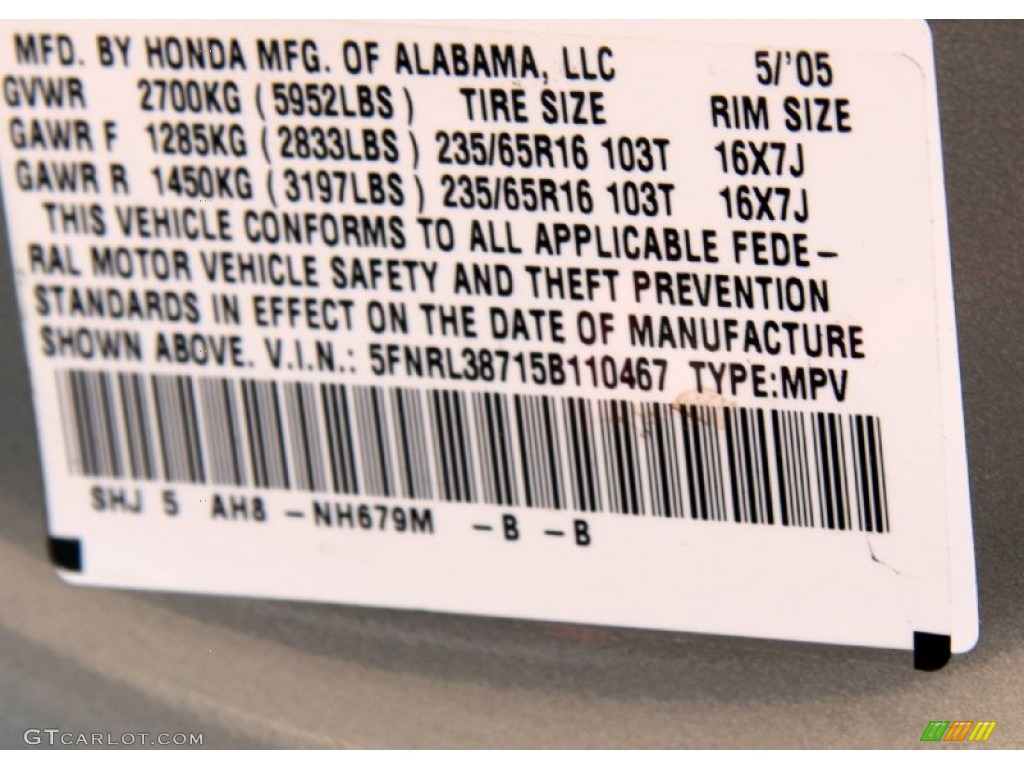 MFD. BY HONDA MFG. OF ALABAMA, LLC 5/'05
GVWR 2700KG (5952LBS) TIRE SIZE RIM SIZE
GAWR F 1285KG (2833LBS) 235/65R16 103T 16X7J
GAWR R 1450KG (3197LBS) 235/65R16 103T 16X7J
THIS VEHICLE CONFORMS TO ALL APPLICABLE FEDE-
RAL MOTOR VEHICLE SAFETY AND THEFT PREVENTION
STANDARDS IN EFFECT ON THE DATE OF MANUFACTURE
SHOWN ABOVE. V.I.N.: 5FNRL38715B110467 TYPE:MPV
SHJ 5 AH8 -NH679M -B -B
GTCARLOT.COM